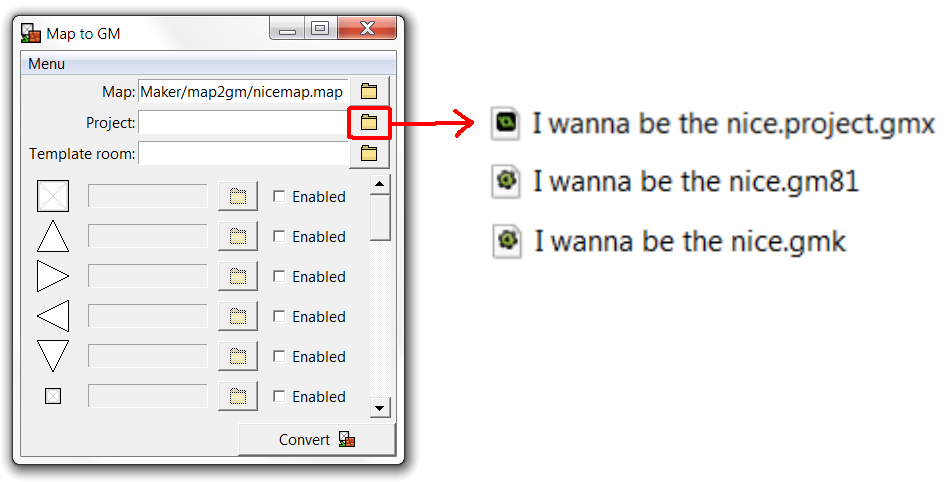 Map to GM
Menu
Map: Maker/map2gm/nicemap.map
Project:
Template room:
Enabled
Enabled
Enabled
Enabled
Enabled
Enabled
Convert
I wanna be the nice.project.gmx
I wanna be the nice.gm81
I wanna be the nice.gmk